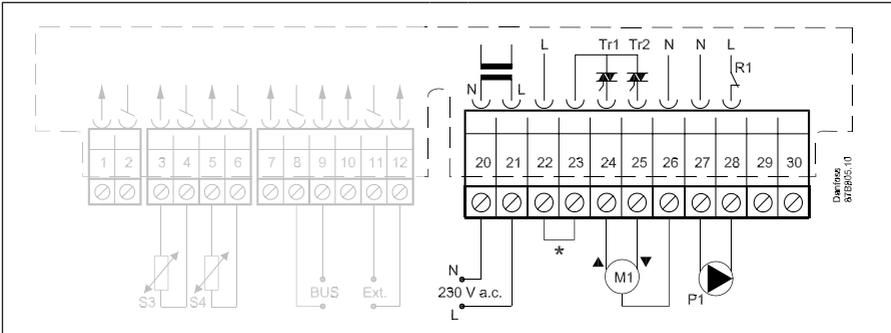 L Tr1 Tr2 N N L
R1
N L
1 2 3 4 5 6 7 8 9 10 11 12 20 21 22 23 24 25 26 27 28 29 30
Danfoss
87B805.10
*
N
M1
S3 S4 BUS Ext. 230 V a.c. P1
L